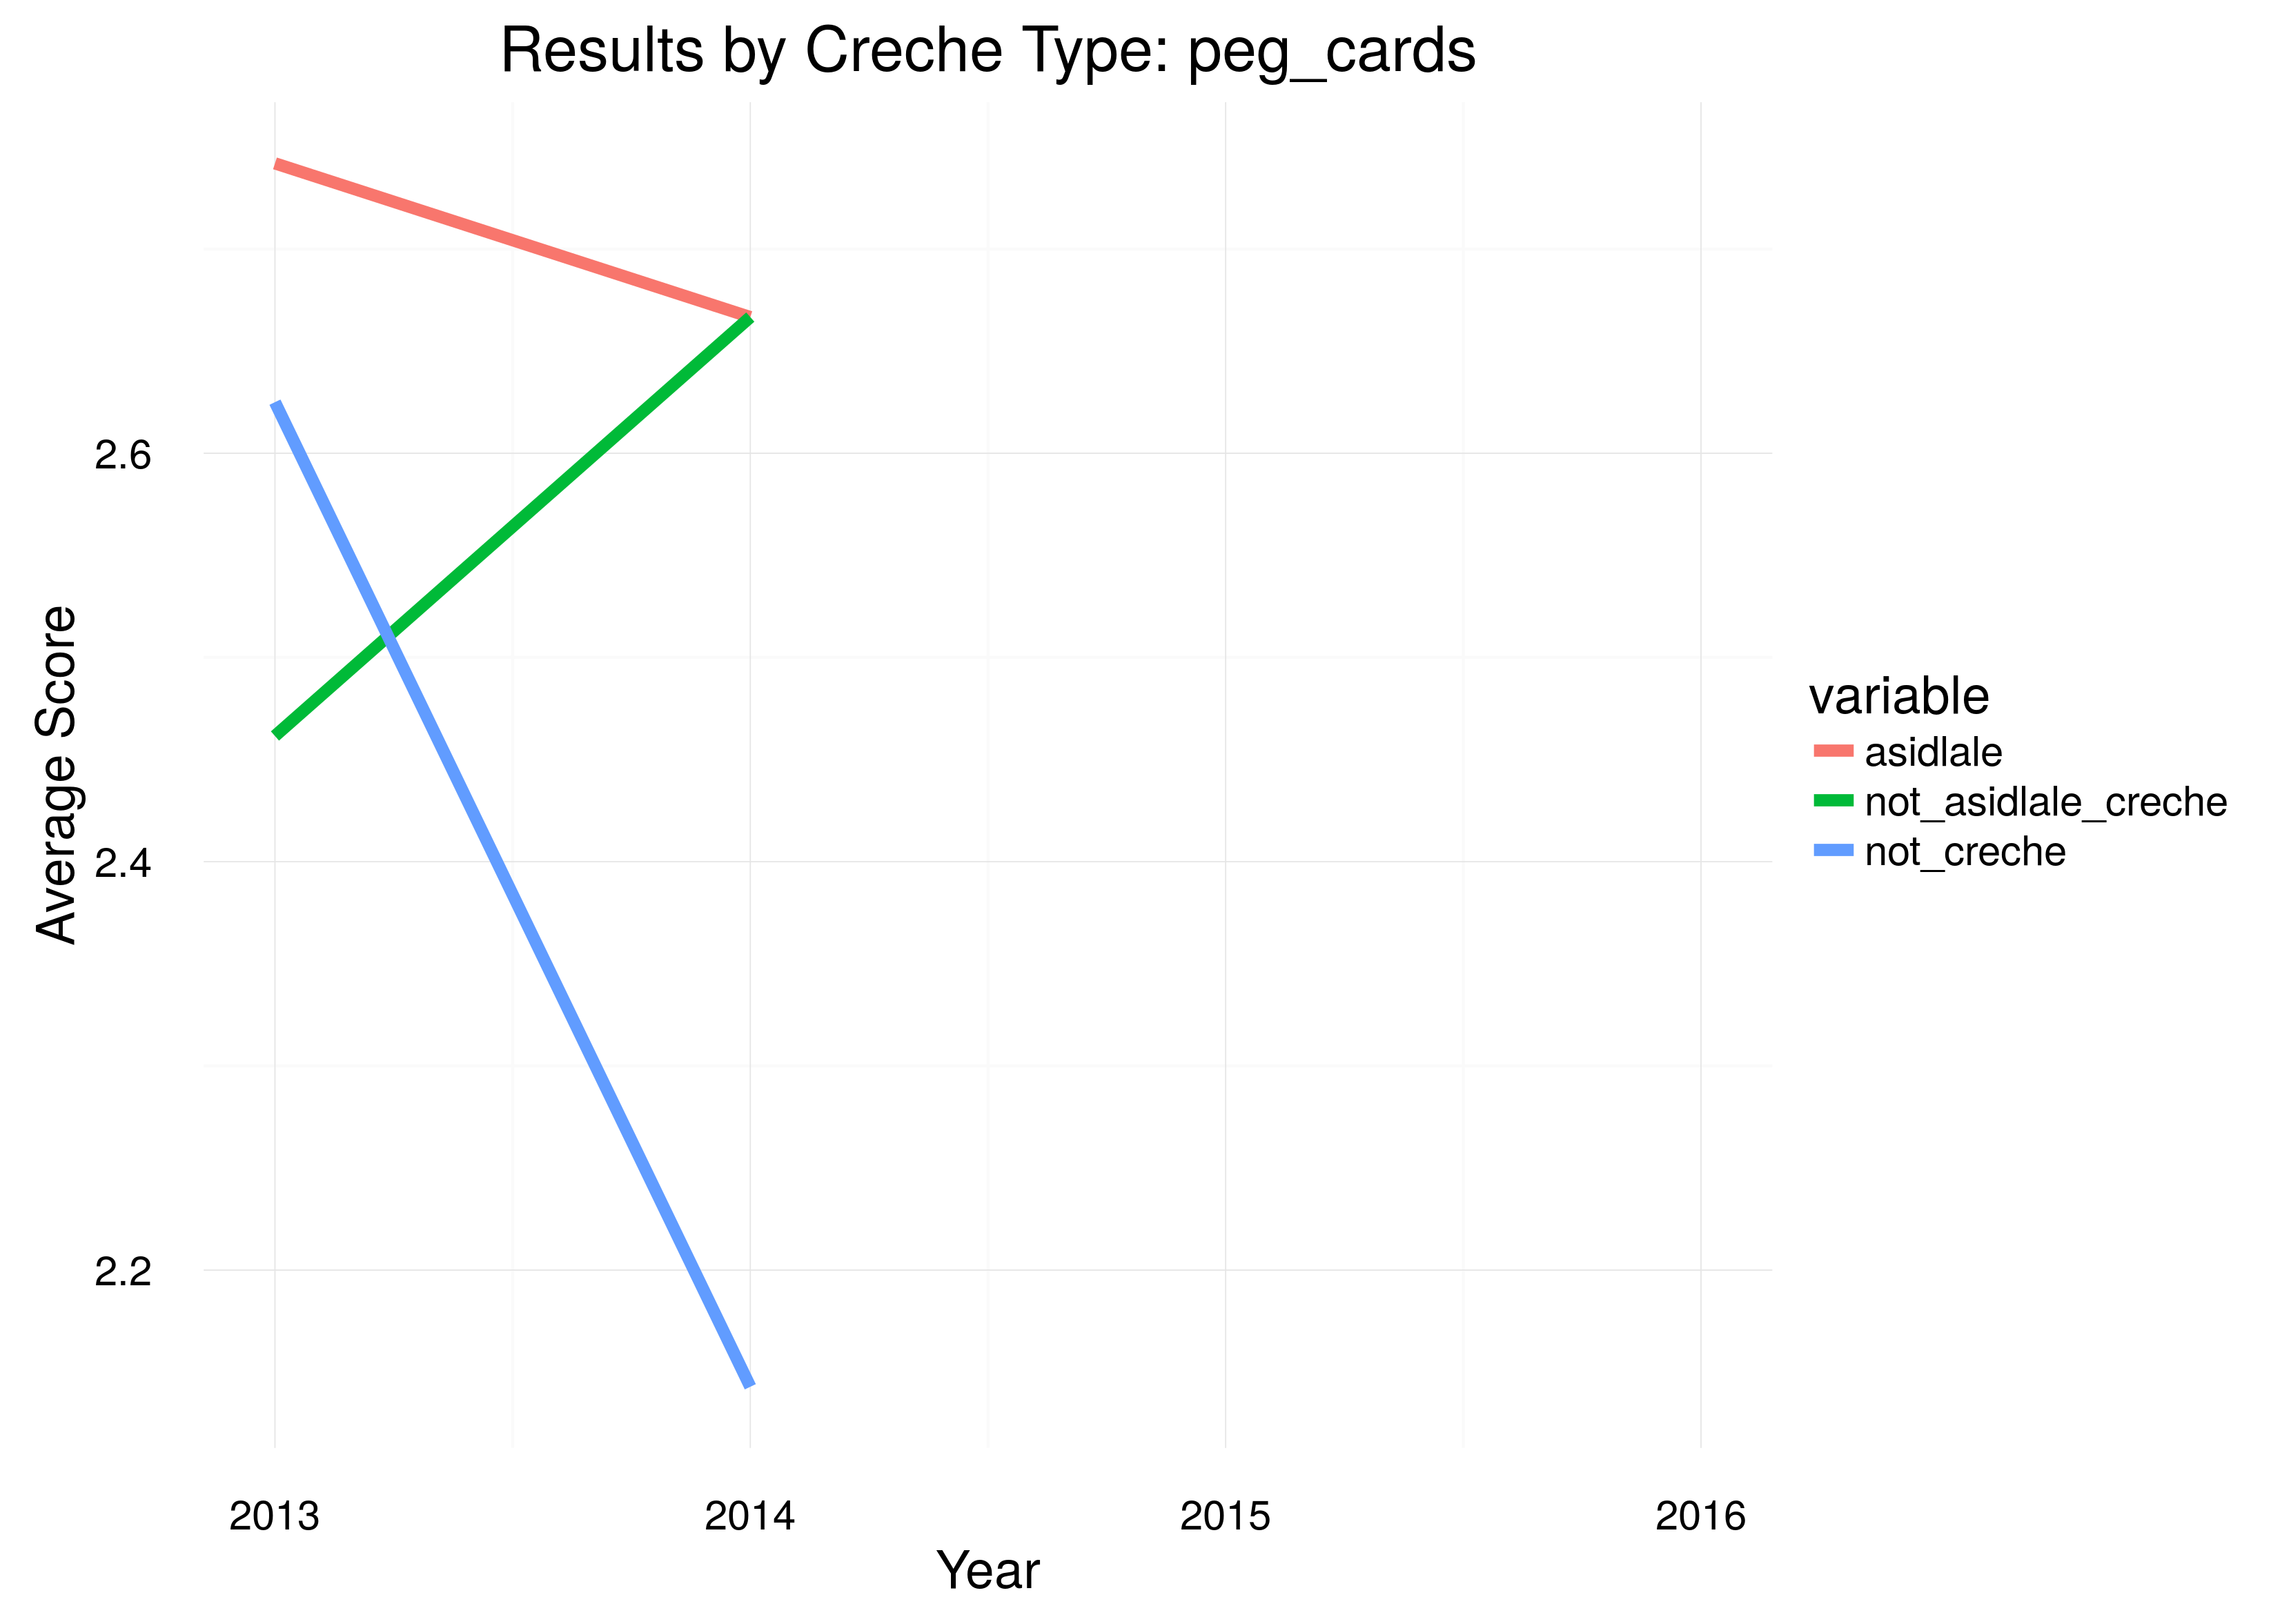 Results by Creche Type: peg_cards
2.6
2.4
2.2
Average Score
2013 2014 2015 2016
Year
variable
asidlale
not_asidlale_creche
not_creche